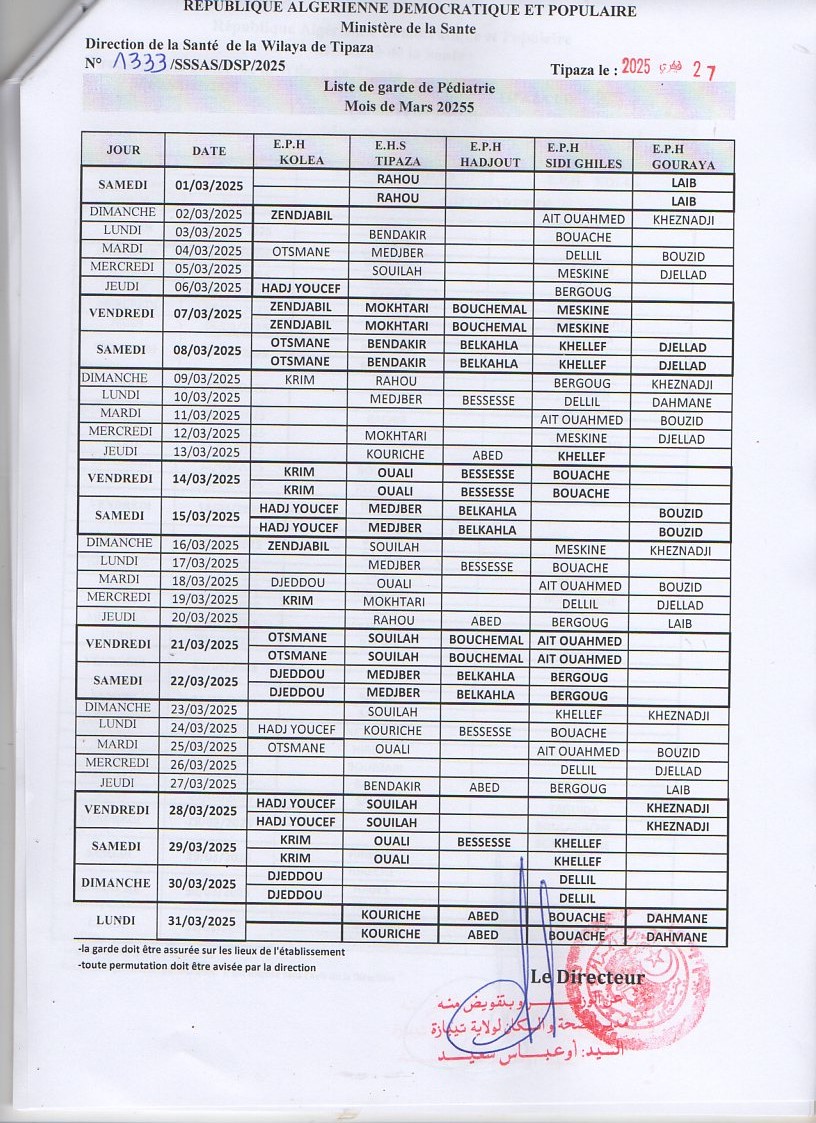 REPUBLIQUE ALGERIENNE DEMOCRATIQUE ET POPULAIRE
Ministère de la Sante
Direction de la Santé de la Wilaya de Tipaza
N° 1333/SSSAS/DSP/2025
Tipaza le : 2025 27
Liste de garde de Pédiatrie
Mois de Mars 20255
JOUR DATE E.P.H KOLEA E.H.S TIPAZA E.P.H HADJOUT E.P.H SIDI GHILES E.P.H GOURAYA
SAMEDI 01/03/2025 RAHOU LAIB
RAHOU LAIB
DIMANCHE 02/03/2025 ZENDJABIL AIT OUAHMED KHEZNADJI
LUNDI 03/03/2025 BENDAKIR BOUACHE
MARDI 04/03/2025 OTSMANE MEDJBER DELLIL BOUZID
MERCREDI 05/03/2025 SOUILAH MESKINE DJELLAD
JEUDI 06/03/2025 HADJ YOUCEF BERGOUG
VENDREDI 07/03/2025 ZENDJABIL MOKHTARI BOUCHEMAL MESKINE
ZENDJABIL MOKHTARI BOUCHEMAL MESKINE
SAMEDI 08/03/2025 OTSMANE BENDAKIR BELKAHLA KHELLEF DJELLAD
OTSMANE BENDAKIR BELKAHLA KHELLEF DJELLAD
DIMANCHE 09/03/2025 KRIM RAHOU BERGOUG KHEZNADJI
LUNDI 10/03/2025 MEDJBER BESSESSE DELLIL DAHMANE
MARDI 11/03/2025 AIT OUAHMED BOUZID
MERCREDI 12/03/2025 MOKHTARI MESKINE DJELLAD
JEUDI 13/03/2025 KOURICHE ABED KHELLEF
VENDREDI 14/03/2025 KRIM OUALI BESSESSE BOUACHE
KRIM OUALI BESSESSE BOUACHE
SAMEDI 15/03/2025 HADJ YOUCEF MEDJBER BELKAHLA BOUZID
HADJ YOUCEF MEDJBER BELKAHLA BOUZID
DIMANCHE 16/03/2025 ZENDJABIL SOUILAH MESKINE KHEZNADJI
LUNDI 17/03/2025 MEDJBER BESSESSE BOUACHE
MARDI 18/03/2025 DJEDDOU OUALI AIT OUAHMED BOUZID
MERCREDI 19/03/2025 KRIM MOKHTARI DELLIL DJELLAD
JEUDI 20/03/2025 RAHOU ABED BERGOUG LAIB
VENDREDI 21/03/2025 OTSMANE SOUILAH BOUCHEMAL AIT OUAHMED
OTSMANE SOUILAH BOUCHEMAL AIT OUAHMED
SAMEDI 22/03/2025 DJEDDOU MEDJBER BELKAHLA BERGOUG
DJEDDOU MEDJBER BELKAHLA BERGOUG
DIMANCHE 23/03/2025 SOUILAH KHELLEF KHEZNADJI
LUNDI 24/03/2025 HADJ YOUCEF KOURICHE BESSESSE BOUACHE
MARDI 25/03/2025 OTSMANE OUALI AIT OUAHMED BOUZID
MERCREDI 26/03/2025 DELLIL DJELLAD
JEUDI 27/03/2025 BENDAKIR ABED BERGOUG LAIB
VENDREDI 28/03/2025 HADJ YOUCEF SOUILAH KHEZNADJI
HADJ YOUCEF SOUILAH KHEZNADJI
SAMEDI 29/03/2025 KRIM OUALI BESSESSE KHELLEF
KRIM OUALI KHELLEF
DIMANCHE 30/03/2025 DJEDDOU DELLIL
DJEDDOU DELLIL
LUNDI 31/03/2025 KOURICHE ABED BOUACHE DAHMANE
KOURICHE ABED BOUACHE DAHMANE
-la garde doit être assurée sur les lieux de l'établissement
-toute permutation doit être avisée par la direction
Le Directeur
عن الوزير وبتفويض منه
مدير الصحة والسكان لولاية تيبازة
السيد: أوعباس سعيد